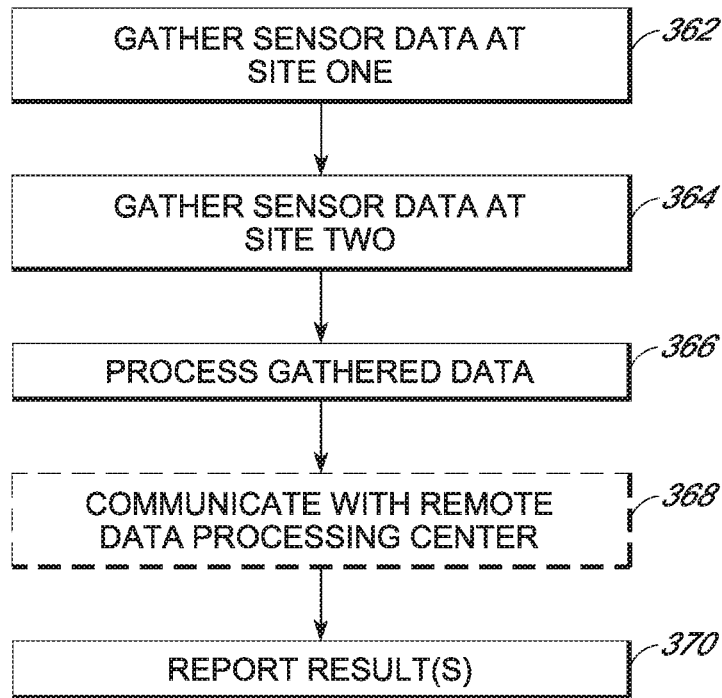 GATHER SENSOR DATA AT
SITE ONE
362
GATHER SENSOR DATA AT
SITE TWO
364
PROCESS GATHERED DATA
366
COMMUNICATE WITH REMOTE
DATA PROCESSING CENTER
368
REPORT RESULT(S)
370